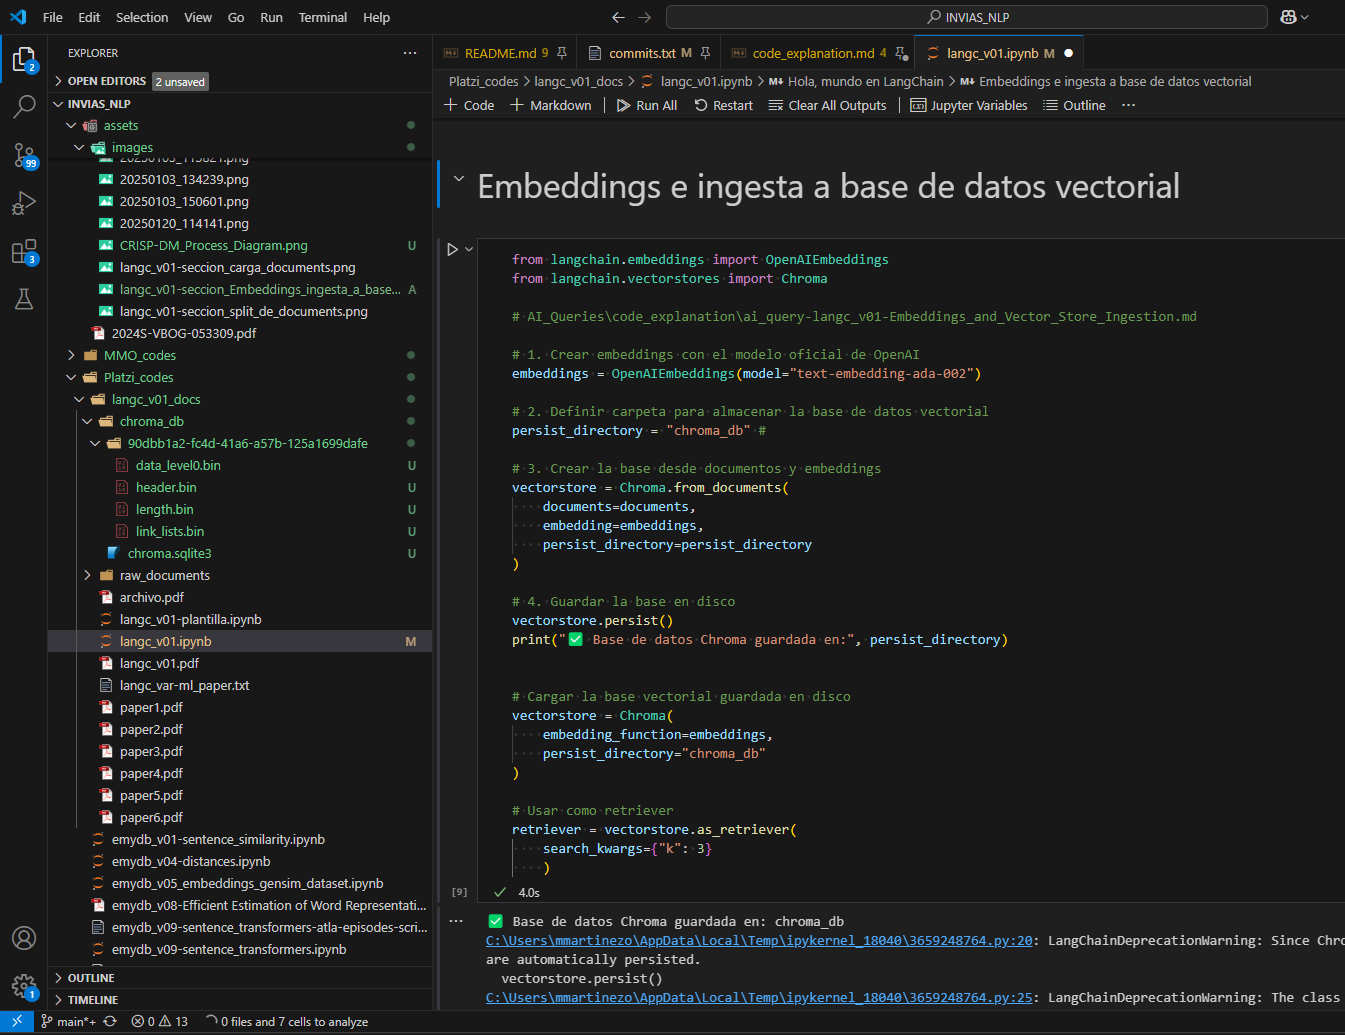 File Edit Selection View Go Run Terminal Help
INVIAS_NLP
EXPLORER
OPEN EDITORS 2 unsaved
INVIAS_NLP
assets
images
20250103_115821.png
20250103_134239.png
20250103_150601.png
20250120_114141.png
CRISP-DM_Process_Diagram.png U
langc_v01-seccion_carga_documents.png
langc_v01-seccion_Embeddings_ingesta_a_base... A
langc_v01-seccion_split_de_documents.png
2024S-VBOG-053309.pdf
MMO_codes
Platzi_codes
langc_v01_docs
chroma_db
90dbb1a2-fc4d-41a6-a57b-125a1699dafe
data_level0.bin U
header.bin U
length.bin U
link_lists.bin U
chroma.sqlite3 U
raw_documents
archivo.pdf
langc_v01-plantilla.ipynb
langc_v01.ipynb M
langc_v01.pdf
langc_var-ml_paper.txt
paper1.pdf
paper2.pdf
paper3.pdf
paper4.pdf
paper5.pdf
paper6.pdf
emydb_v01-sentence_similarity.ipynb
emydb_v04-distances.ipynb
emydb_v05_embeddings_gensim_dataset.ipynb
emydb_v08-Efficient Estimation of Word Representati...
emydb_v09-sentence_transformers-atla-episodes-scri...
emydb_v09-sentence_transformers.ipynb
OUTLINE
TIMELINE
2
99
3
1
README.md 9 commits.txt M code_explanation.md 4 langc_v01.ipynb M
Platzi_codes > langc_v01_docs > langc_v01.ipynb > M Hola, mundo en LangChain > M Embeddings e ingesta a base de datos vectorial
+ Code + Markdown | Run All Restart Clear All Outputs | Jupyter Variables Outline ...
Embeddings e ingesta a base de datos vectorial
from langchain.embeddings import OpenAIEmbeddings
from langchain.vectorstores import Chroma
# AI_Queries\code_explanation\ai_query-langc_v01-Embeddings_and_Vector_Store_Ingestion.md
# 1. Crear embeddings con el modelo oficial de OpenAI
embeddings = OpenAIEmbeddings(model="text-embedding-ada-002")
# 2. Definir carpeta para almacenar la base de datos vectorial
persist_directory = "chroma_db" #
# 3. Crear la base desde documentos y embeddings
vectorstore = Chroma.from_documents(
documents=documents,
embedding=embeddings,
persist_directory=persist_directory
)
# 4. Guardar la base en disco
vectorstore.persist()
print("✅ Base de datos Chroma guardada en:", persist_directory)
# Cargar la base vectorial guardada en disco
vectorstore = Chroma(
embedding_function=embeddings,
persist_directory="chroma_db"
)
# Usar como retriever
retriever = vectorstore.as_retriever(
search_kwargs={"k": 3}
)
[9] 4.0s
✅ Base de datos Chroma guardada en: chroma_db
C:\Users\mmartinezo\AppData\Local\Temp\ipykernel_18040\3659248764.py:20: LangChainDeprecationWarning: Since Chro
are automatically persisted.
vectorstore.persist()
C:\Users\mmartinezo\AppData\Local\Temp\ipykernel_18040\3659248764.py:25: LangChainDeprecationWarning: The class
main*+ 0 13 0 files and 7 cells to analyze